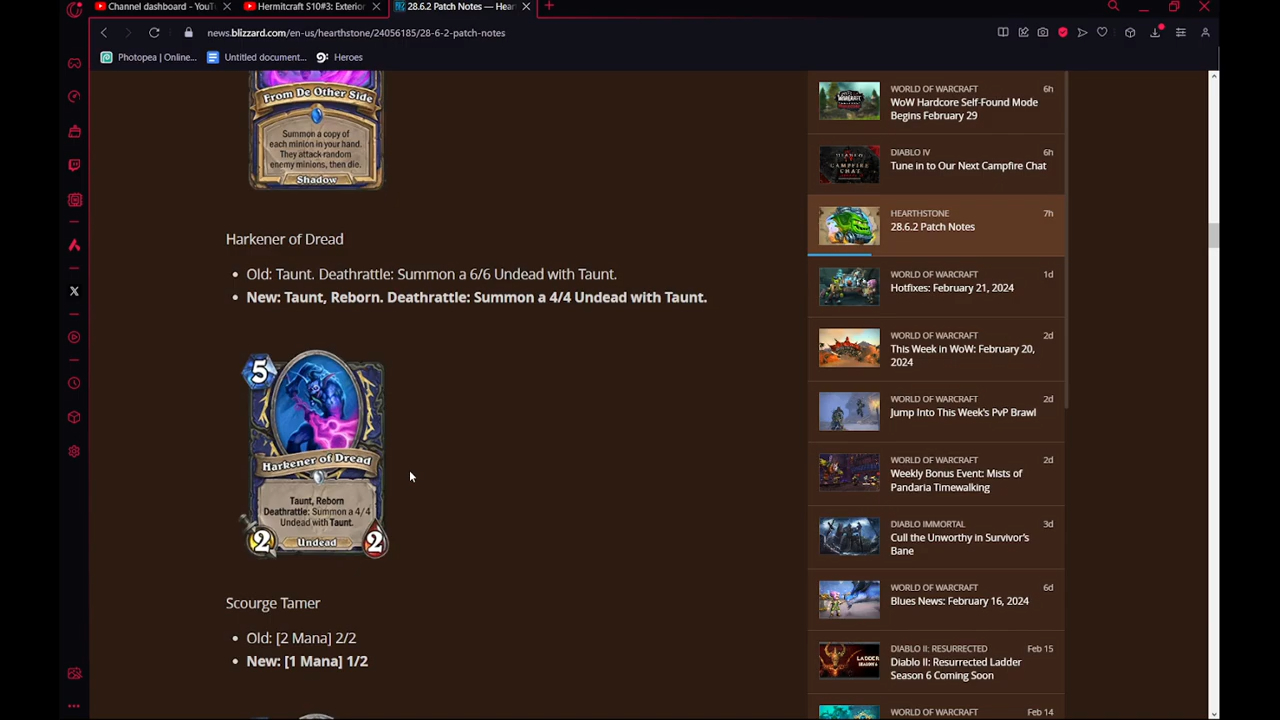 Channel dashboard - YouTu
Hermitcraft S10#3: Exterior
28.6.2 Patch Notes — Hear
news.blizzard.com/en-us/hearthstone/24056185/28-6-2-patch-notes
Photopea | Online...
Untitled document...
Heroes
From De Other Side
Summon a copy of
each minion in your hand.
They attack random
enemy minions, then die.
Shadow
Harkener of Dread
Old: Taunt. Deathrattle: Summon a 6/6 Undead with Taunt.
New: Taunt, Reborn. Deathrattle: Summon a 4/4 Undead with Taunt.
5
Harkener of Dread
Taunt, Reborn
Deathrattle: Summon a 4/4
Undead with Taunt.
2
Undead
2
Scourge Tamer
Old: [2 Mana] 2/2
New: [1 Mana] 1/2
WORLD OF WARCRAFT 6h
WoW Hardcore Self-Found Mode
Begins February 29
DIABLO IV 6h
Tune in to Our Next Campfire Chat
HEARTHSTONE 7h
28.6.2 Patch Notes
WORLD OF WARCRAFT 1d
Hotfixes: February 21, 2024
WORLD OF WARCRAFT 2d
This Week in WoW: February 20,
2024
WORLD OF WARCRAFT 2d
Jump Into This Week's PvP Brawl
WORLD OF WARCRAFT 2d
Weekly Bonus Event: Mists of
Pandaria Timewalking
DIABLO IMMORTAL 3d
Cull the Unworthy in Survivor's
Bane
WORLD OF WARCRAFT 6d
Blues News: February 16, 2024
DIABLO II: RESURRECTED Feb 15
Diablo II: Resurrected Ladder
Season 6 Coming Soon
WORLD OF WARCRAFT Feb 14